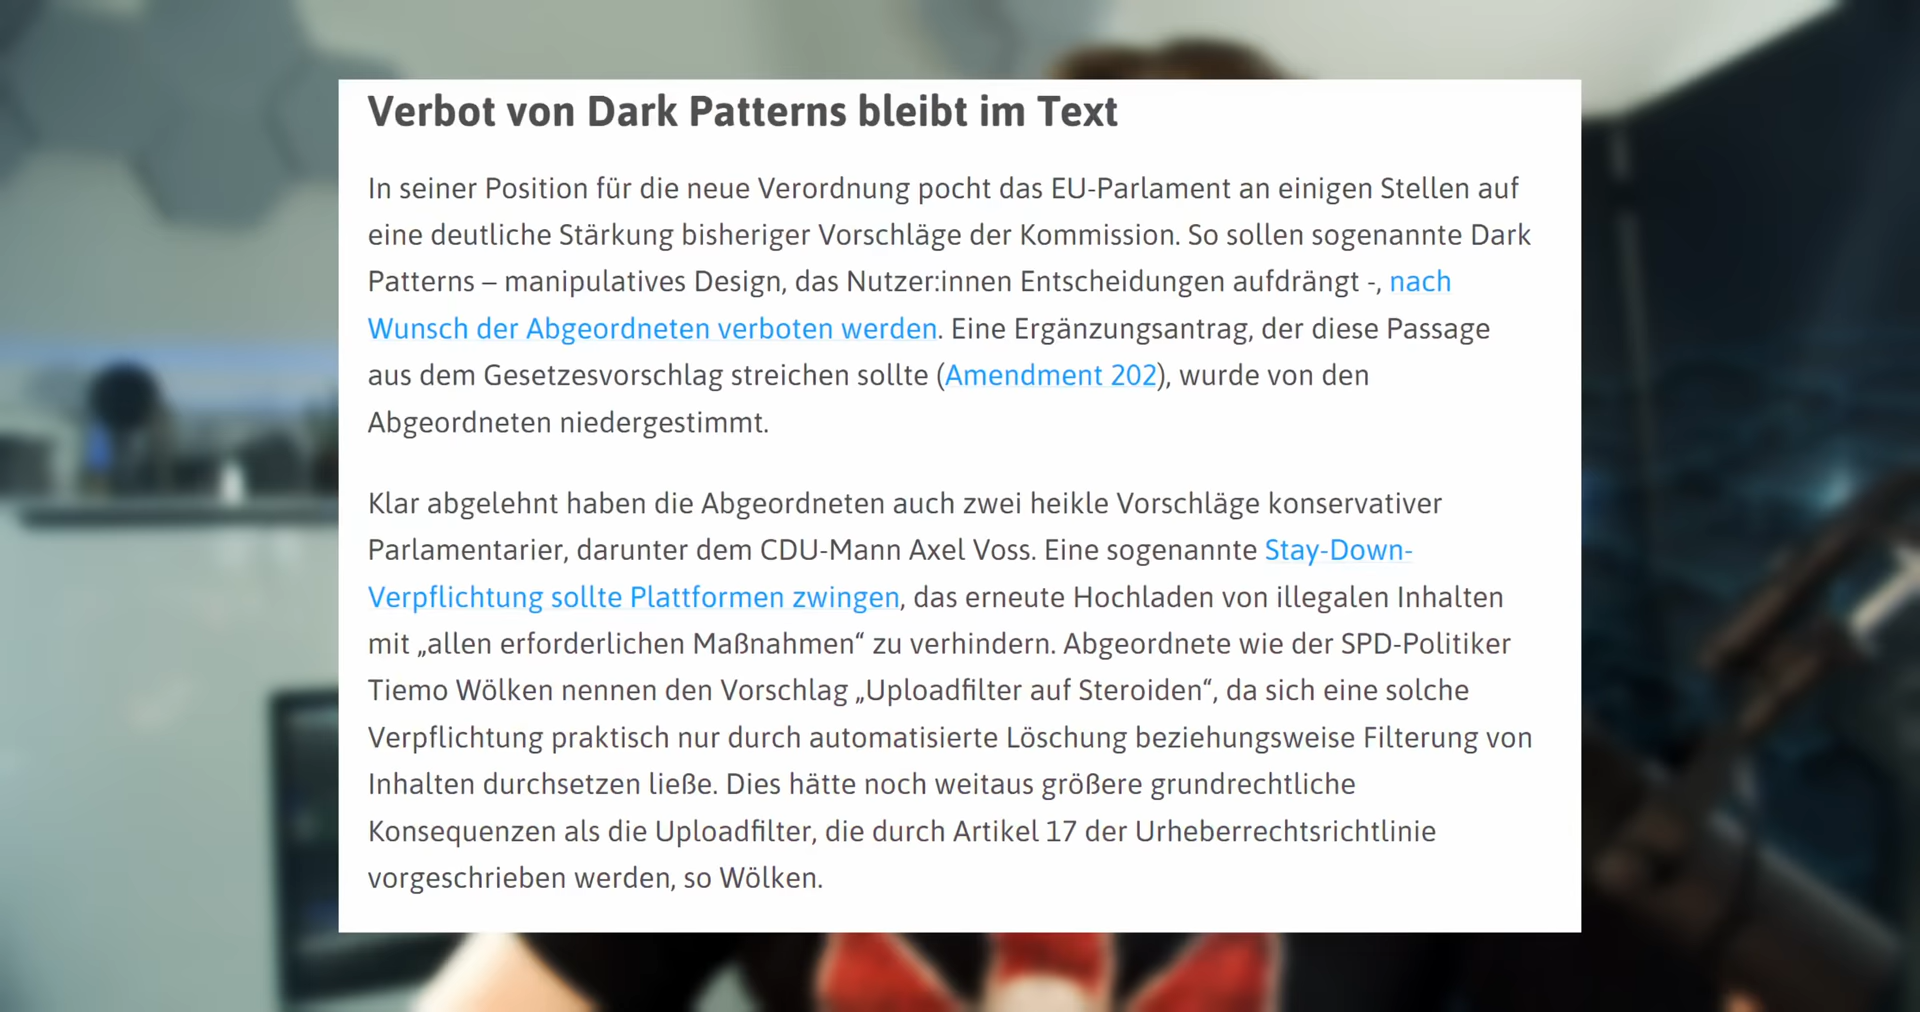 Verbot von Dark Patterns bleibt im Text
In seiner Position für die neue Verordnung pocht das EU-Parlament an einigen Stellen auf
eine deutliche Stärkung bisheriger Vorschläge der Kommission. So sollen sogenannte Dark
Patterns – manipulatives Design, das Nutzer:innen Entscheidungen aufdrängt -, nach
Wunsch der Abgeordneten verboten werden. Eine Ergänzungsantrag, der diese Passage
aus dem Gesetzesvorschlag streichen sollte (Amendment 202), wurde von den
Abgeordneten niedergestimmt.
Klar abgelehnt haben die Abgeordneten auch zwei heikle Vorschläge konservativer
Parlamentarier, darunter dem CDU-Mann Axel Voss. Eine sogenannte Stay-Down-
Verpflichtung sollte Plattformen zwingen, das erneute Hochladen von illegalen Inhalten
mit „allen erforderlichen Maßnahmen“ zu verhindern. Abgeordnete wie der SPD-Politiker
Tiemo Wölken nennen den Vorschlag „Uploadfilter auf Steroiden“, da sich eine solche
Verpflichtung praktisch nur durch automatisierte Löschung beziehungsweise Filterung von
Inhalten durchsetzen ließe. Dies hätte noch weitaus größere grundrechtliche
Konsequenzen als die Uploadfilter, die durch Artikel 17 der Urheberrechtsrichtlinie
vorgeschrieben werden, so Wölken.